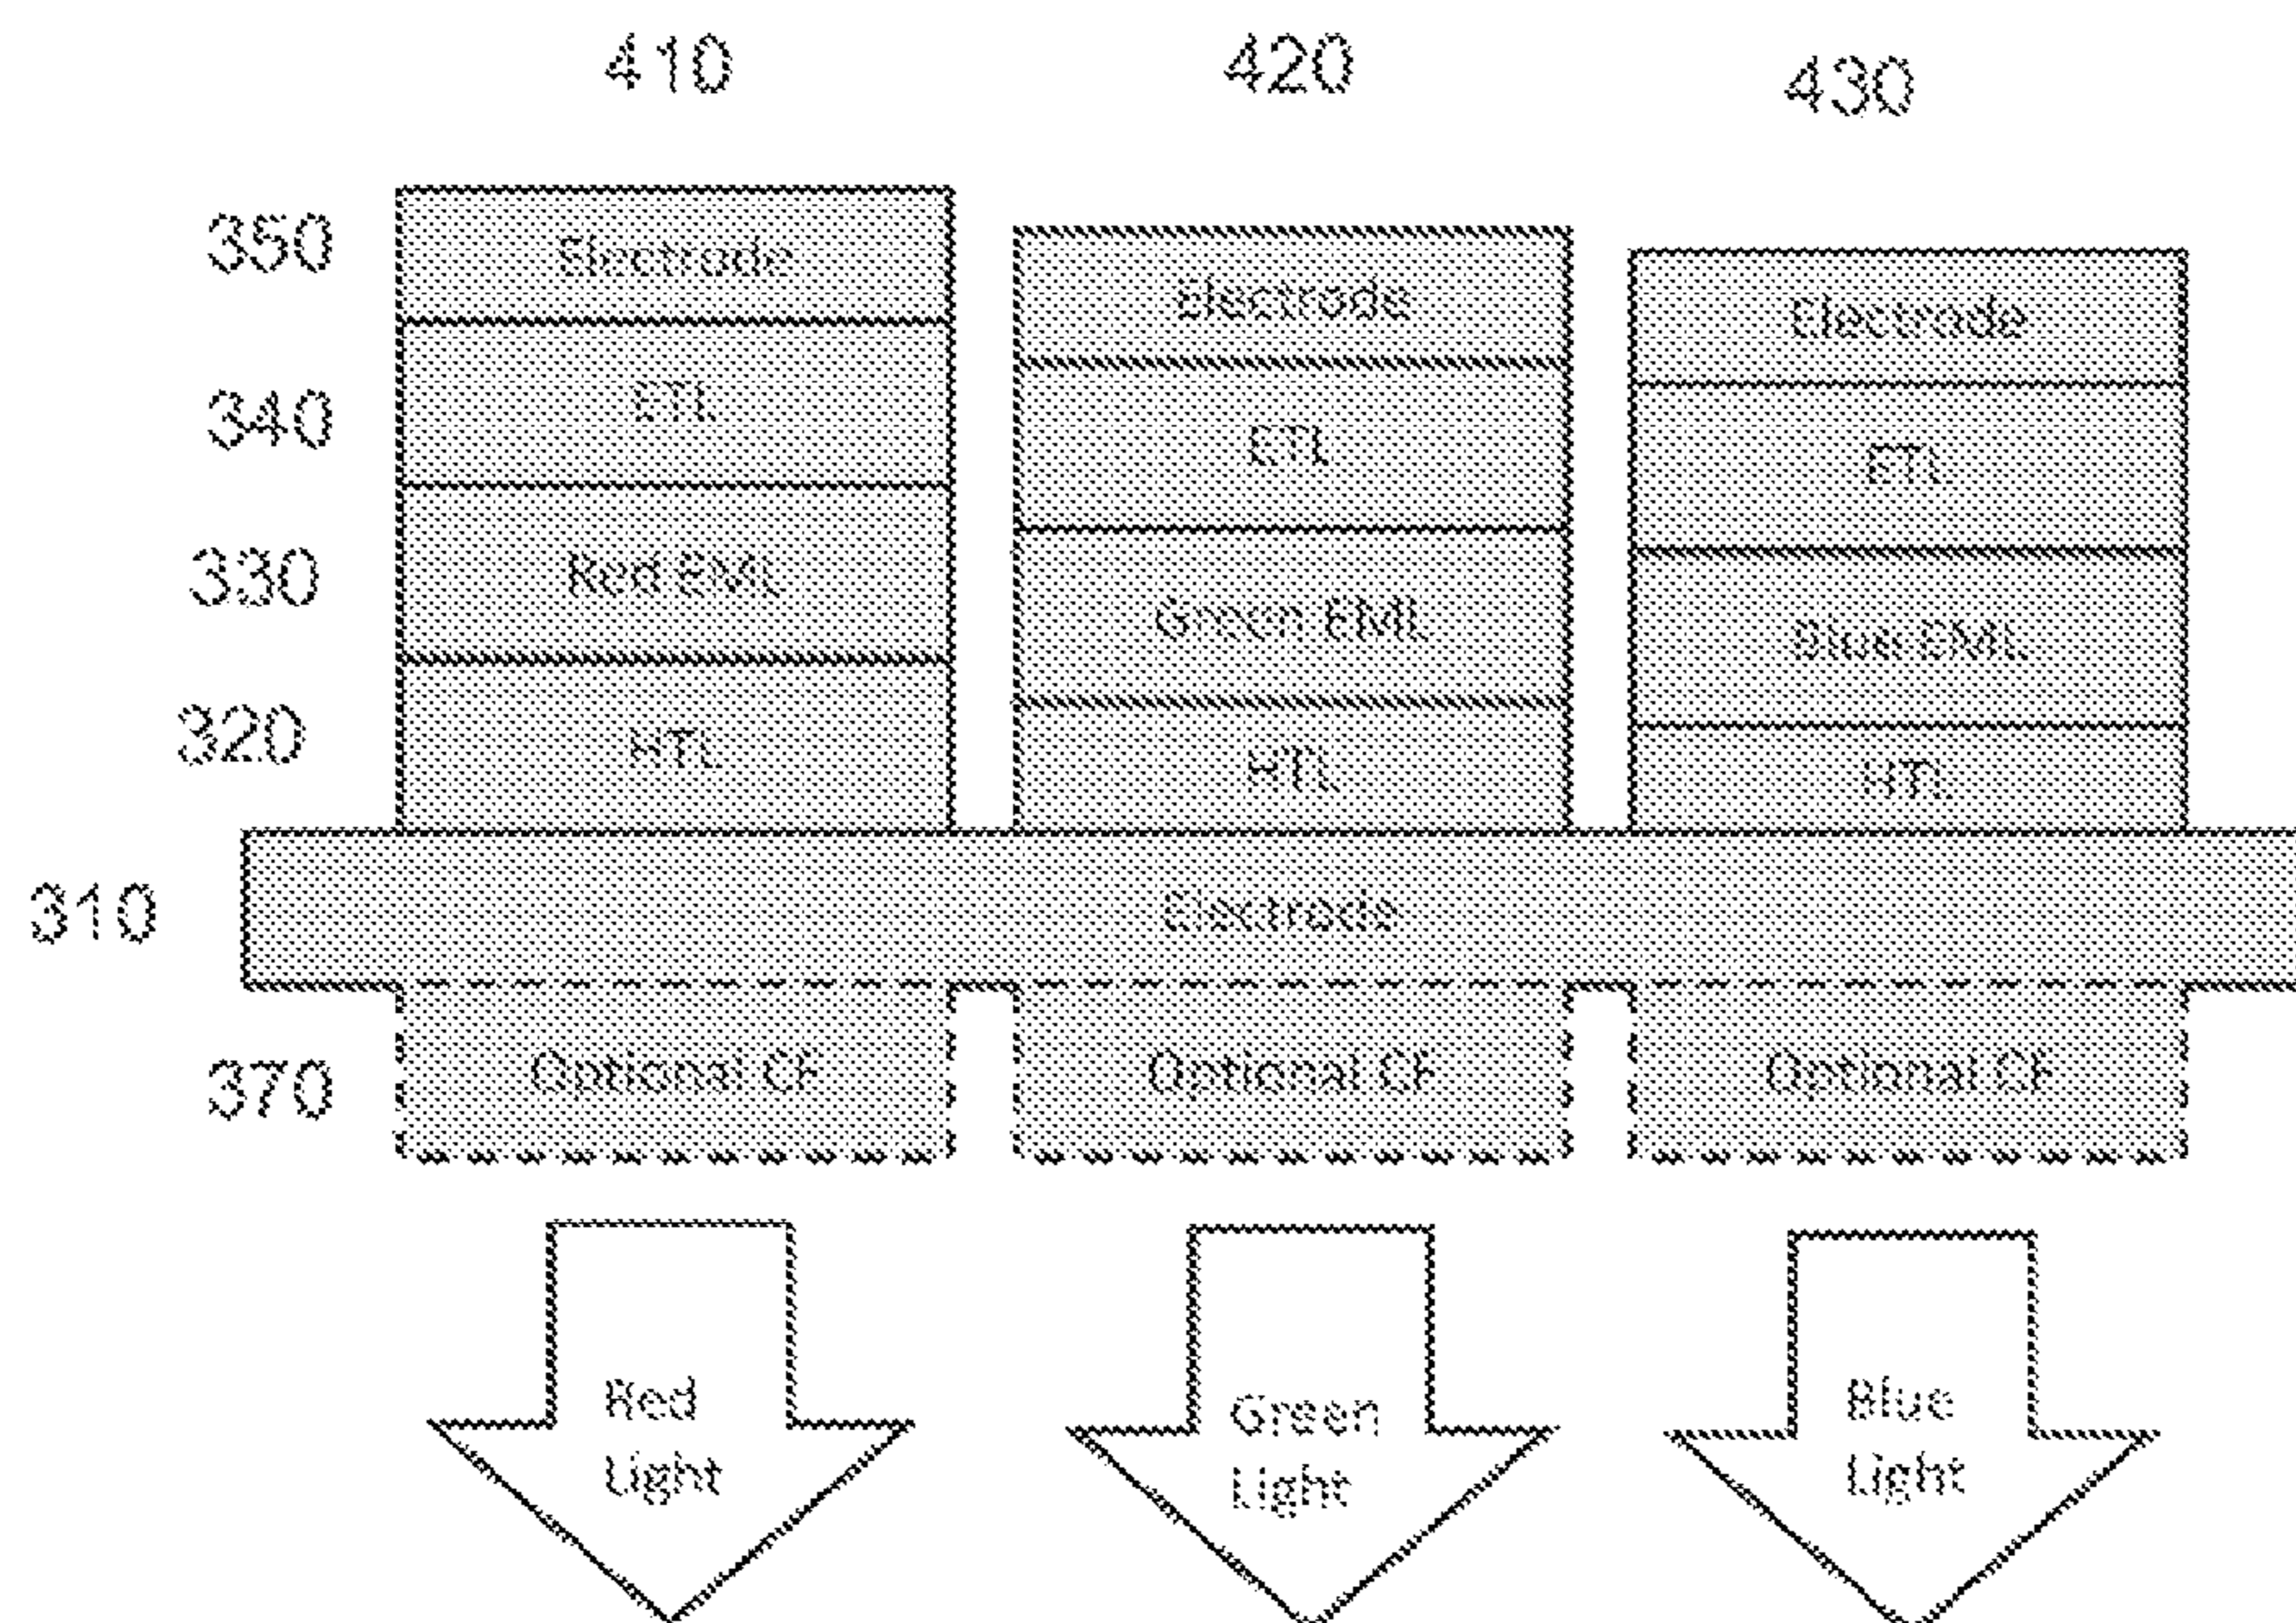 410 420 430
350 Electrode Electrode Electrode
340 ETL ETL ETL
330 Red EML Green EML Blue EML
320 HTL HTL HTL
310 Electrode
370 Optional CF Optional CF Optional CF
Red Green Blue
Light Light Light